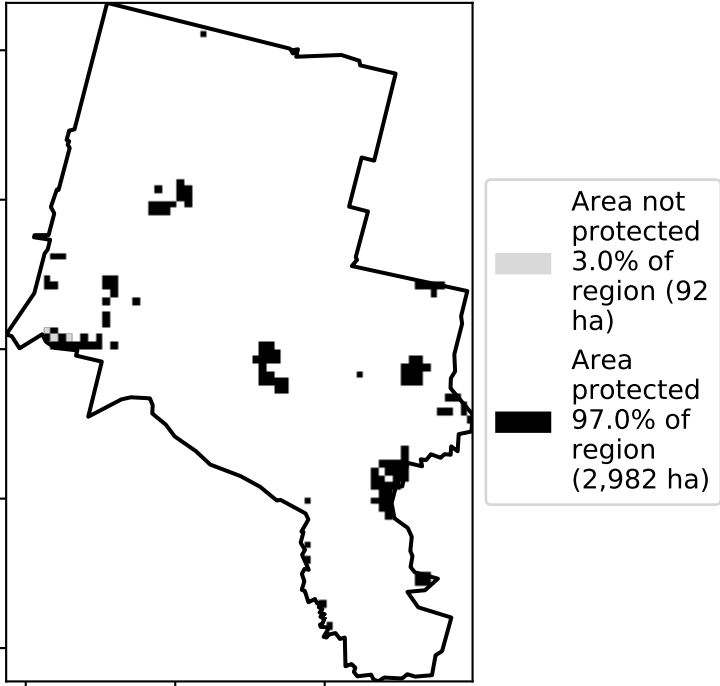 Area not
protected
3.0% of
region (92
ha)
Area
protected
97.0% of
region
(2,982 ha)